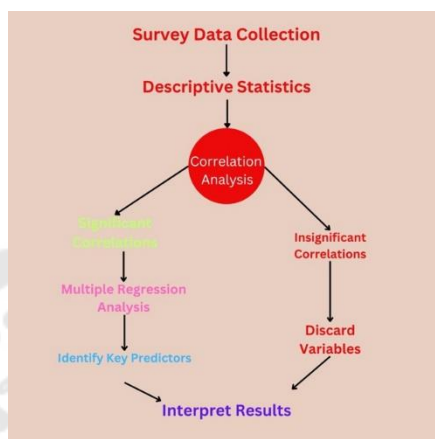 Survey Data Collection
Descriptive Statistics
Correlation
Analysis
Significant
Correlations
Insignificant
Correlations
Multiple Regression
Analysis
Discard
Variables
Identify Key Predictors
Interpret Results